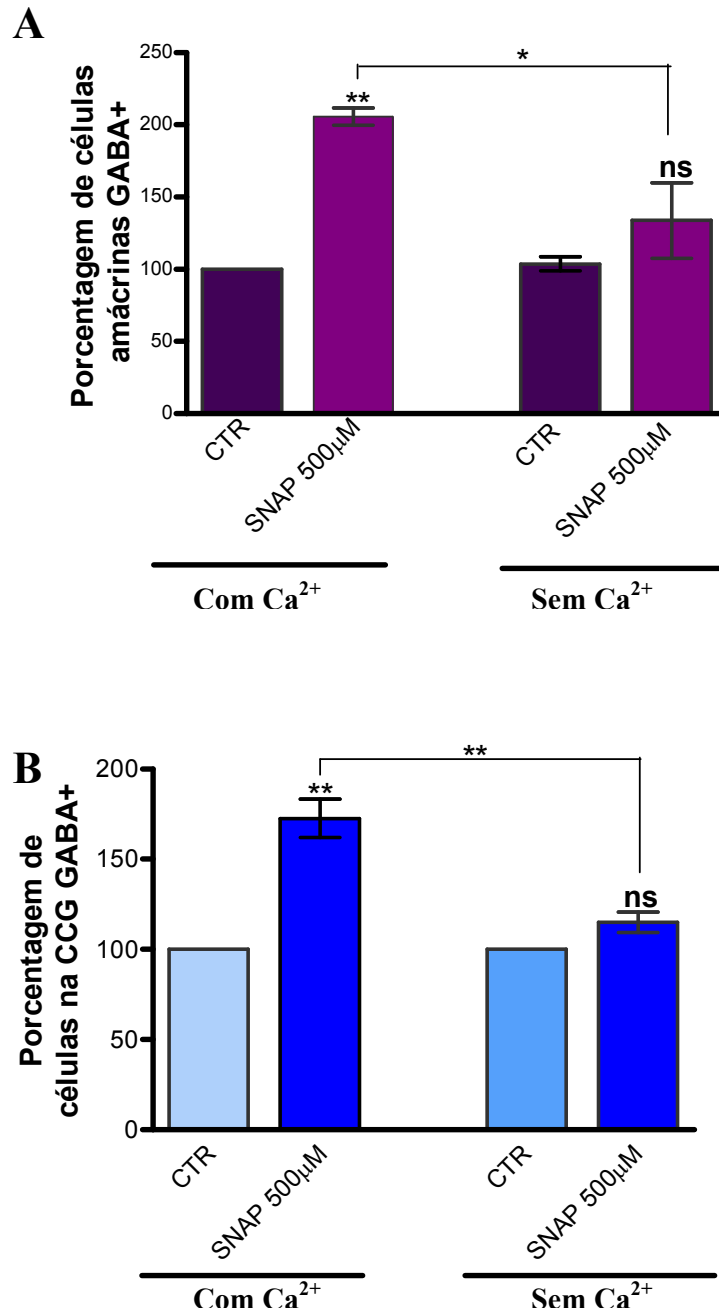 A
Porcentagem de células
amácrinas GABA+
250
200
150
100
50
0
**
*
ns
CTR
SNAP 500µM
CTR
SNAP 500µM
Com Ca²⁺
Sem Ca²⁺
B
Porcentagem de
células na CCG GABA+
200
150
100
50
0
**
**
ns
CTR
SNAP 500µM
CTR
SNAP 500µM
Com Ca²⁺
Sem Ca²⁺